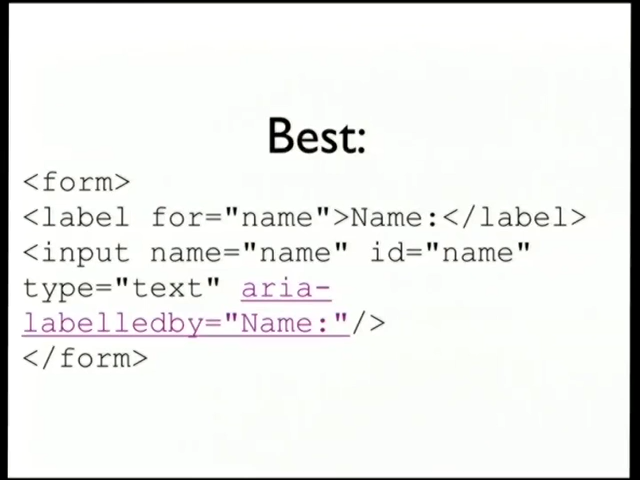 Best:
<form>
<label for="name">Name:</label>
<input name="name" id="name"
type="text" aria-
labelledby="Name:"/>
</form>